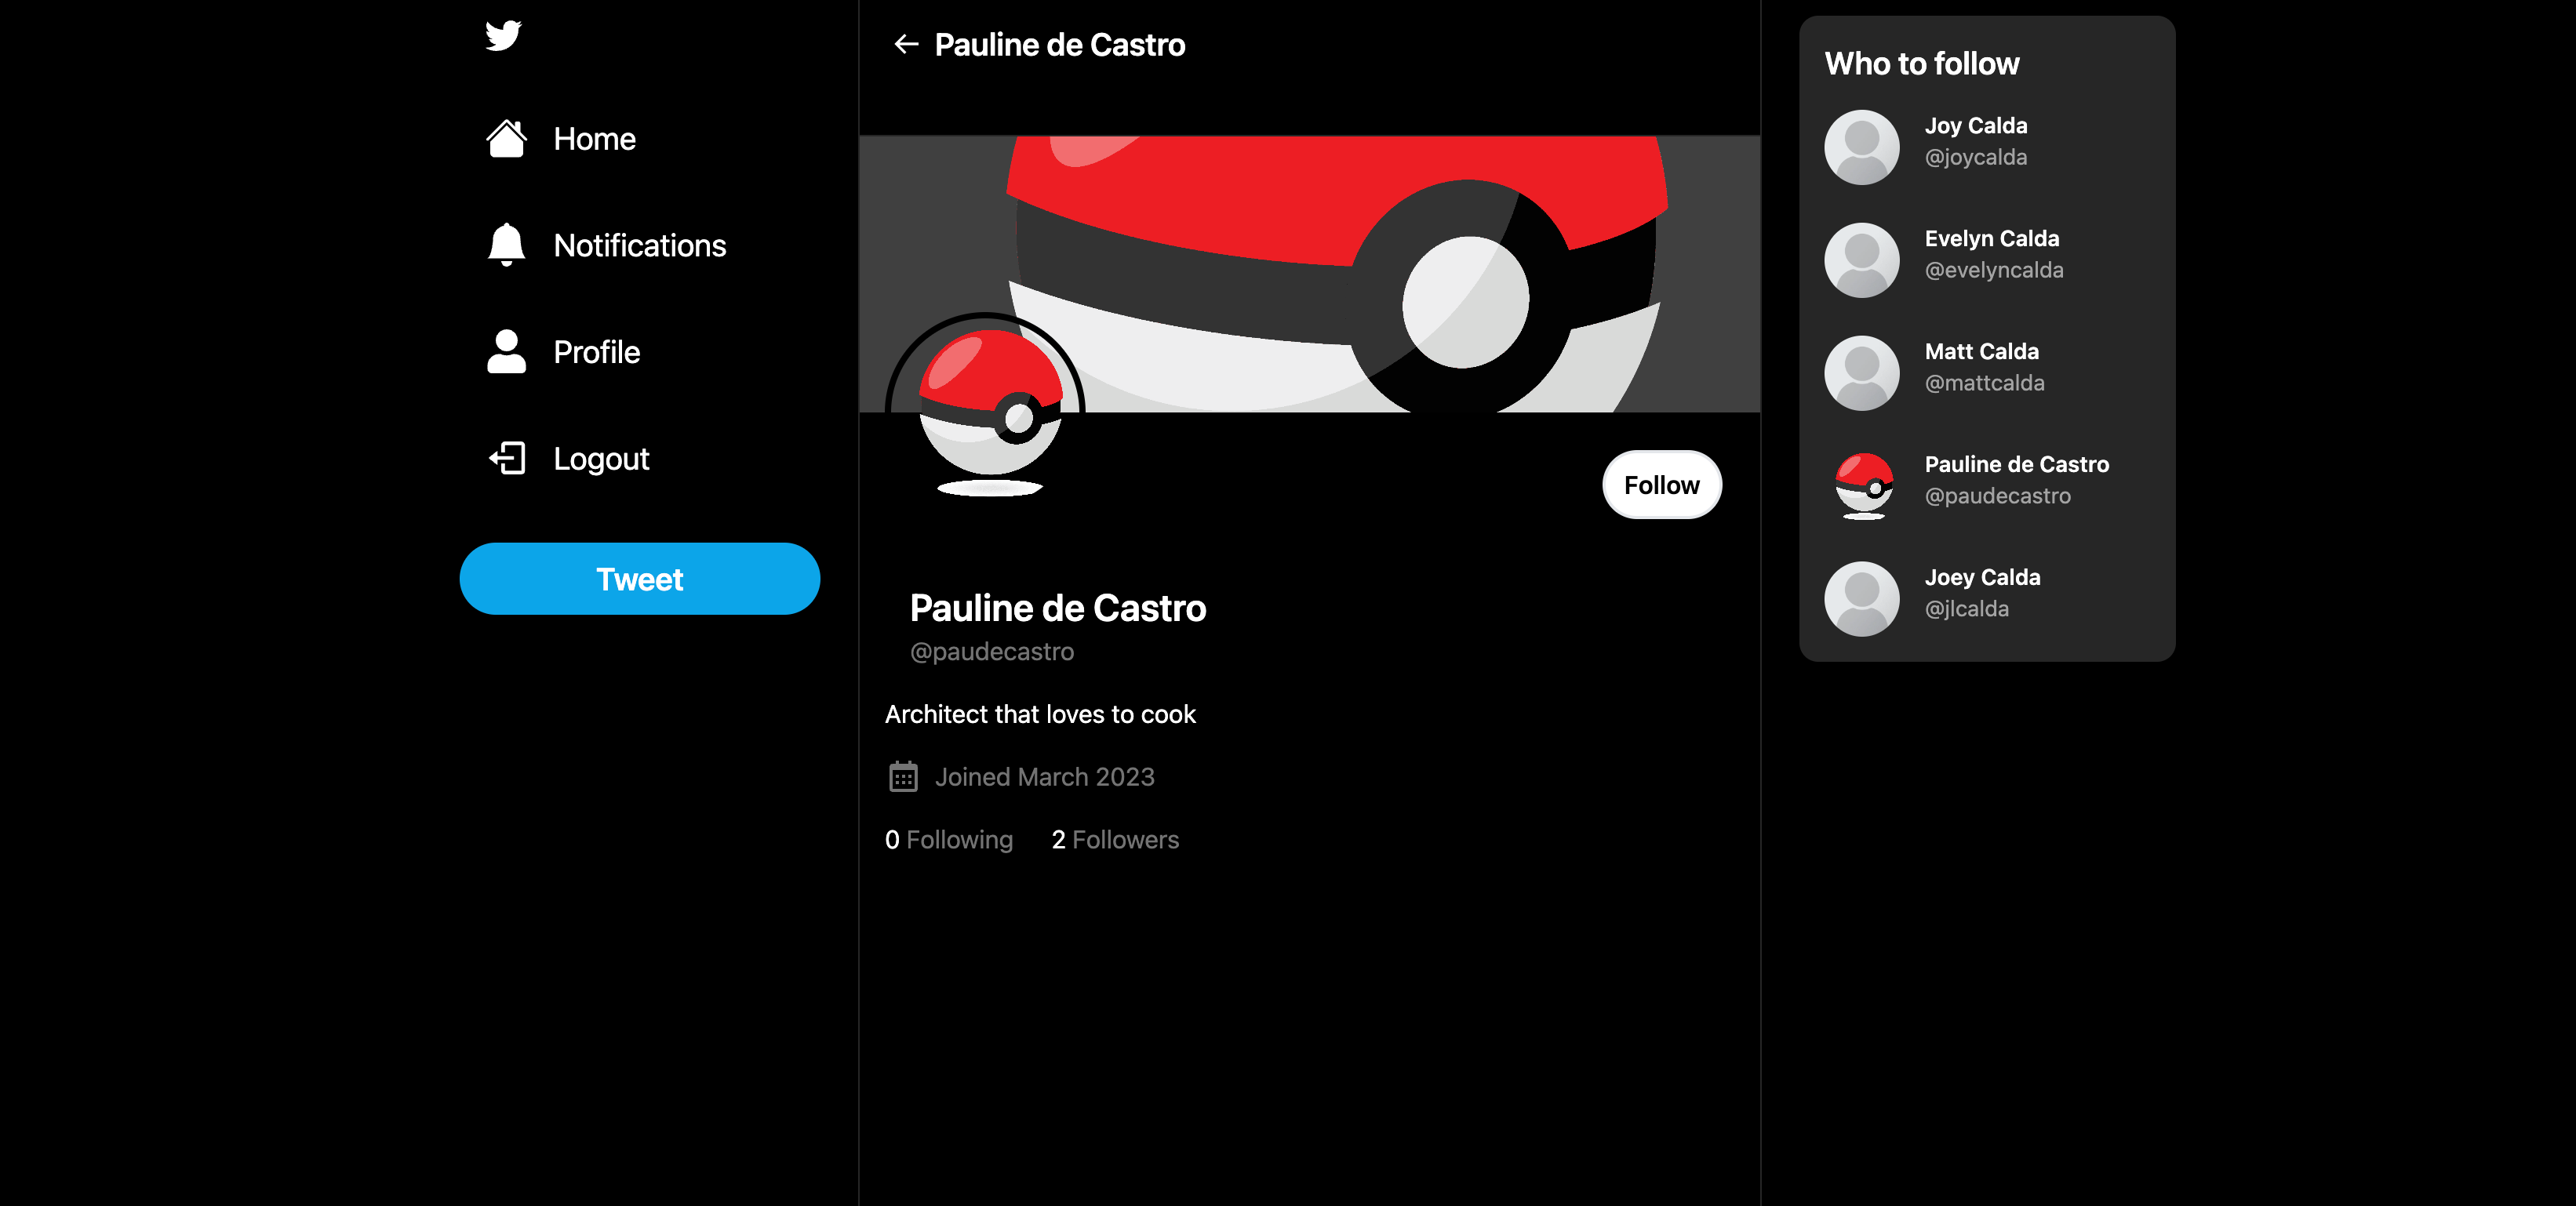 Home
Notifications
Profile
Logout
Tweet
Pauline de Castro
Follow
Pauline de Castro
@paudecastro
Architect that loves to cook
Joined March 2023
0 Following 2 Followers
Who to follow
Joy Calda
@joycalda
Evelyn Calda
@evelyncalda
Matt Calda
@mattcalda
Pauline de Castro
@paudecastro
Joey Calda
@jlcalda